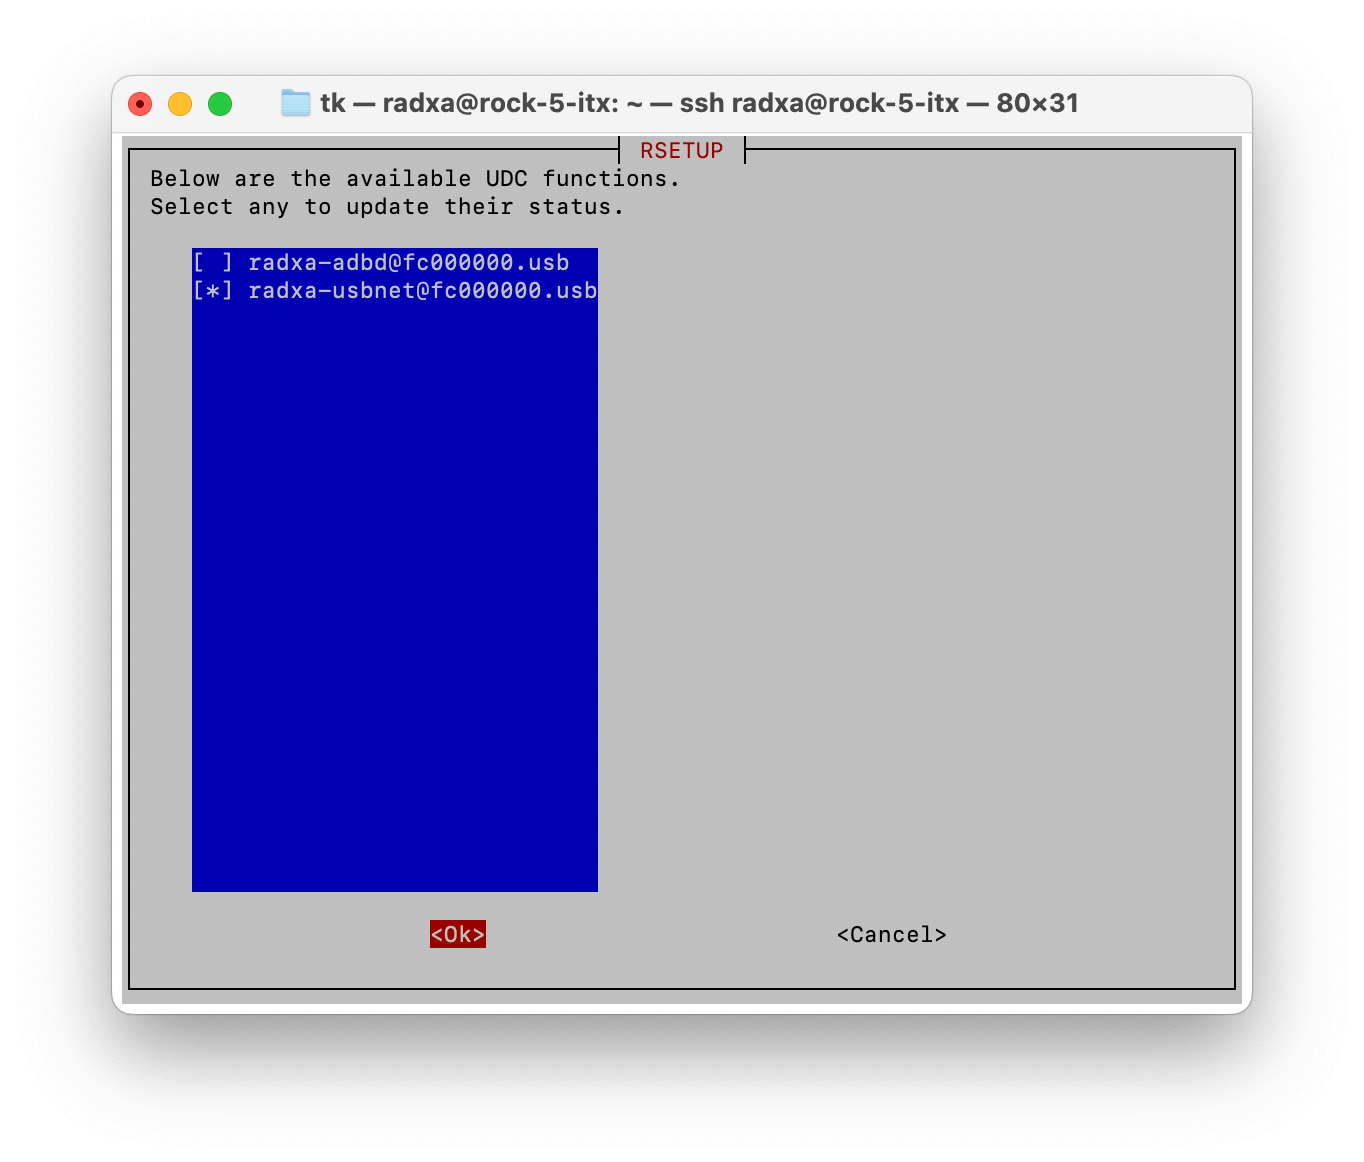 tk — radxa@rock-5-itx: ~ — ssh radxa@rock-5-itx — 80×31
RSETUP
Below are the available UDC functions.
Select any to update their status.
[ ] radxa-adbd@fc000000.usb
[*] radxa-usbnet@fc000000.usb
<Ok>
<Cancel>